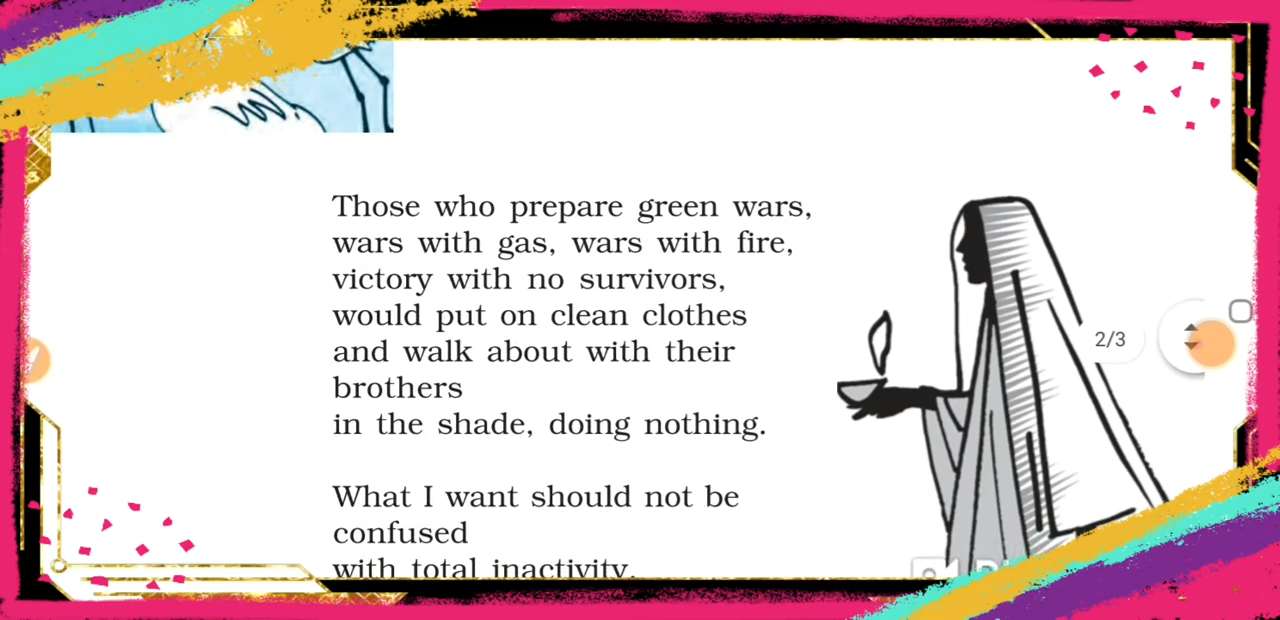 Those who prepare green wars,
wars with gas, wars with fire,
victory with no survivors,
would put on clean clothes
and walk about with their
brothers
in the shade, doing nothing.
What I want should not be
confused
with total inactivity.
2/3